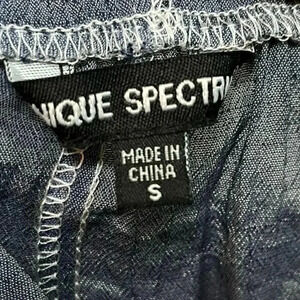 NIQUE SPECTR
MADE IN
CHINA
S